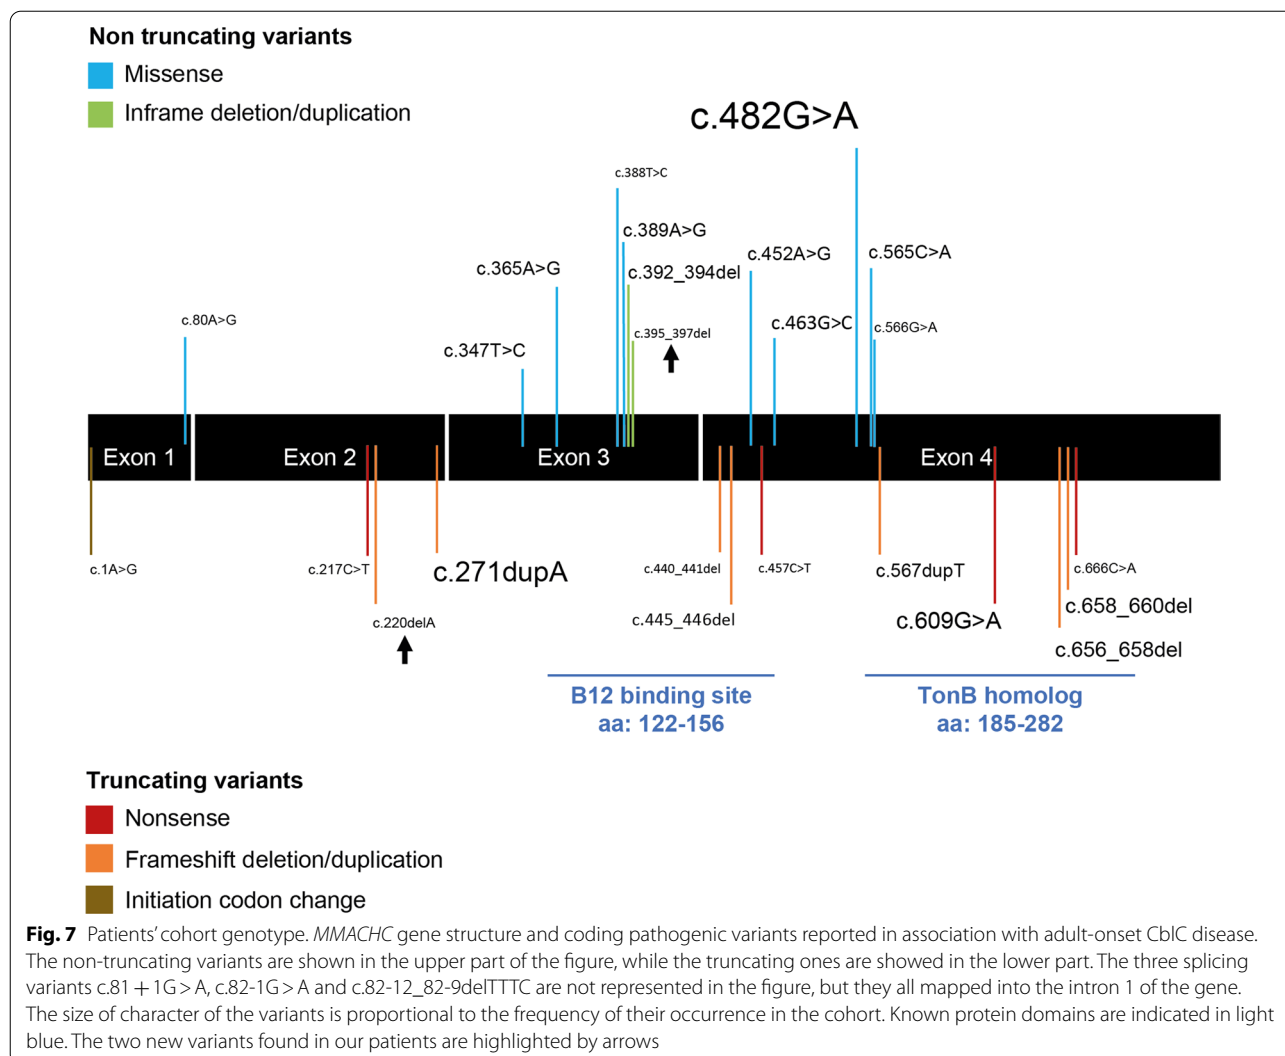 Non truncating variants
Missense
Inframe deletion/duplication
c.482G>A
c.388T>C
c.389A>G
c.392_394del
c.395_397del
c.365A>G
c.347T>C
c.80A>G
c.452A>G
c.463G>C
c.565C>A
c.566G>A
Exon 1
Exon 2
Exon 3
Exon 4
c.1A>G
c.217C>T
c.220delA
c.271dupA
c.440_441del
c.445_446del
c.457C>T
c.567dupT
c.609G>A
c.666C>A
c.658_660del
c.656_658del
B12 binding site
aa: 122-156
TonB homolog
aa: 185-282
Truncating variants
Nonsense
Frameshift deletion/duplication
Initiation codon change
Fig. 7 Patients' cohort genotype. MMACHC gene structure and coding pathogenic variants reported in association with adult-onset CblC disease.
The non-truncating variants are shown in the upper part of the figure, while the truncating ones are showed in the lower part. The three splicing
variants c.81 + 1G > A, c.82-1G > A and c.82-12_82-9delTTTC are not represented in the figure, but they all mapped into the intron 1 of the gene.
The size of character of the variants is proportional to the frequency of their occurrence in the cohort. Known protein domains are indicated in light
blue. The two new variants found in our patients are highlighted by arrows